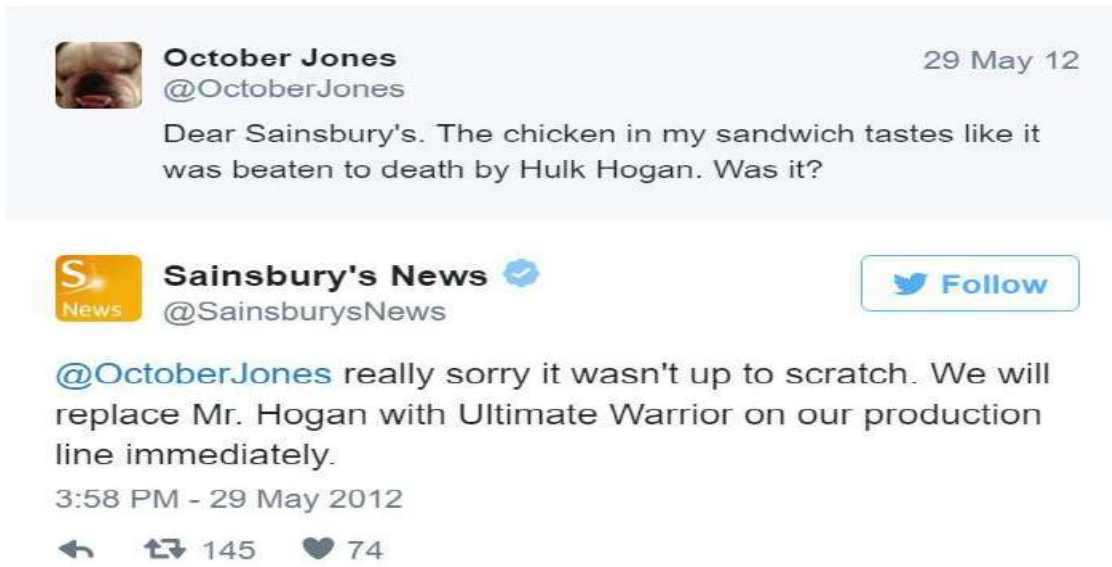 October Jones
29 May 12
@OctoberJones
Dear Sainsbury's. The chicken in my sandwich tastes like it
was beaten to death by Hulk Hogan. Was it?
S
News
Sainsbury's News
Follow
@SainsburysNews
@OctoberJones really sorry it wasn't up to scratch. We will
replace Mr. Hogan with Ultimate Warrior on our production
line immediately.
3:58 PM - 29 May 2012
145 74